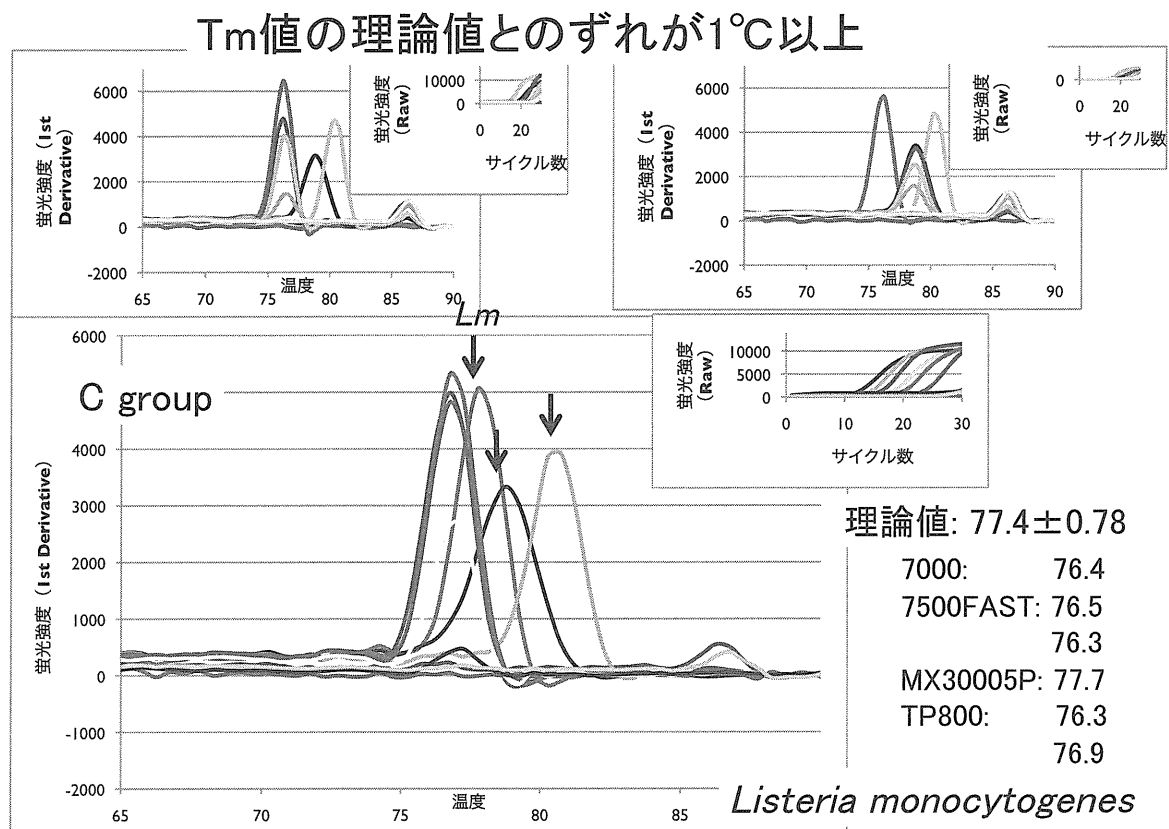 Tm値の理論値とのずれが1℃以上
蛍光強度 (1st Derivative)
6000
4000
2000
0
-2000
65 70 75 80 85 90
温度
蛍光強度 (Raw)
10000
0
0 20
サイクル数
蛍光強度 (1st Derivative)
6000
4000
2000
0
-2000
65 70 75 80 85 90
温度
蛍光強度 (Raw)
0
0 20
サイクル数
Lm
C group
蛍光強度 (1st Derivative)
6000
4000
3000
2000
1000
0
-1000
-2000
65 70 75 80 85
温度
蛍光強度 (Raw)
10000
5000
0
0 10 20 30
サイクル数
理論値: 77.4±0.78
7000: 76.4
7500FAST: 76.5
76.3
MX30005P: 77.7
TP800: 76.3
76.9
Listeria monocytogenes